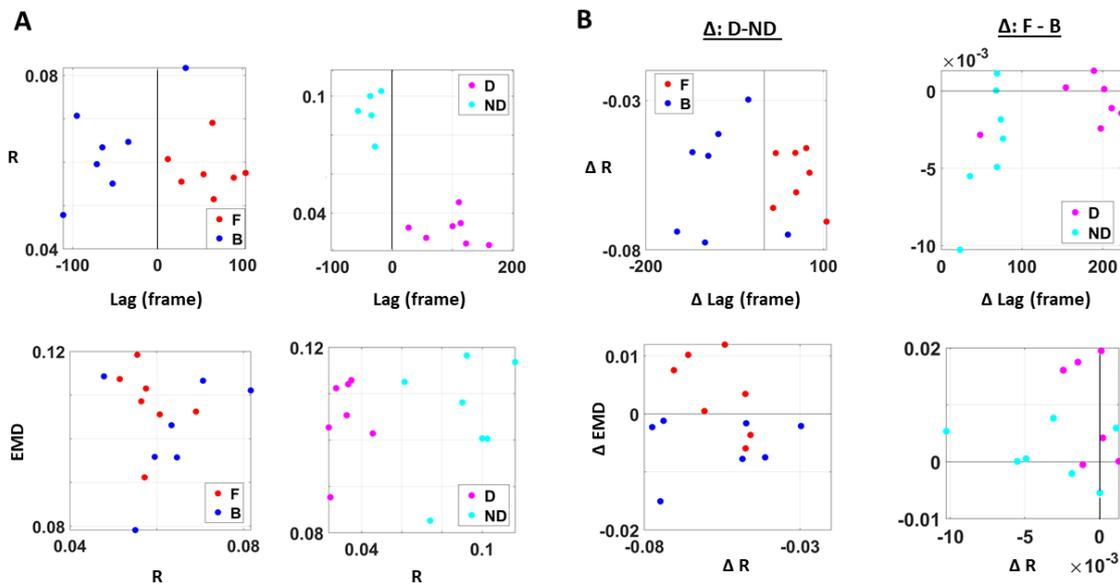 A
B
Δ: D-ND
Δ: F - B
0.08
R
0.04
-100
0
100
Lag (frame)
F
B
0.1
0.04
-100
0
200
Lag (frame)
D
ND
-0.03
Δ R
-0.08
-200
100
Δ Lag (frame)
F
B
×10⁻³
0
-5
-10
0
100
200
Δ Lag (frame)
D
ND
0.12
EMD
0.08
0.04
0.08
R
F
B
0.12
0.08
0.04
0.1
R
D
ND
0.01
0
Δ EMD
-0.02
-0.08
-0.03
Δ R
0.02
0
-0.01
-10
-5
0
Δ R
×10⁻³